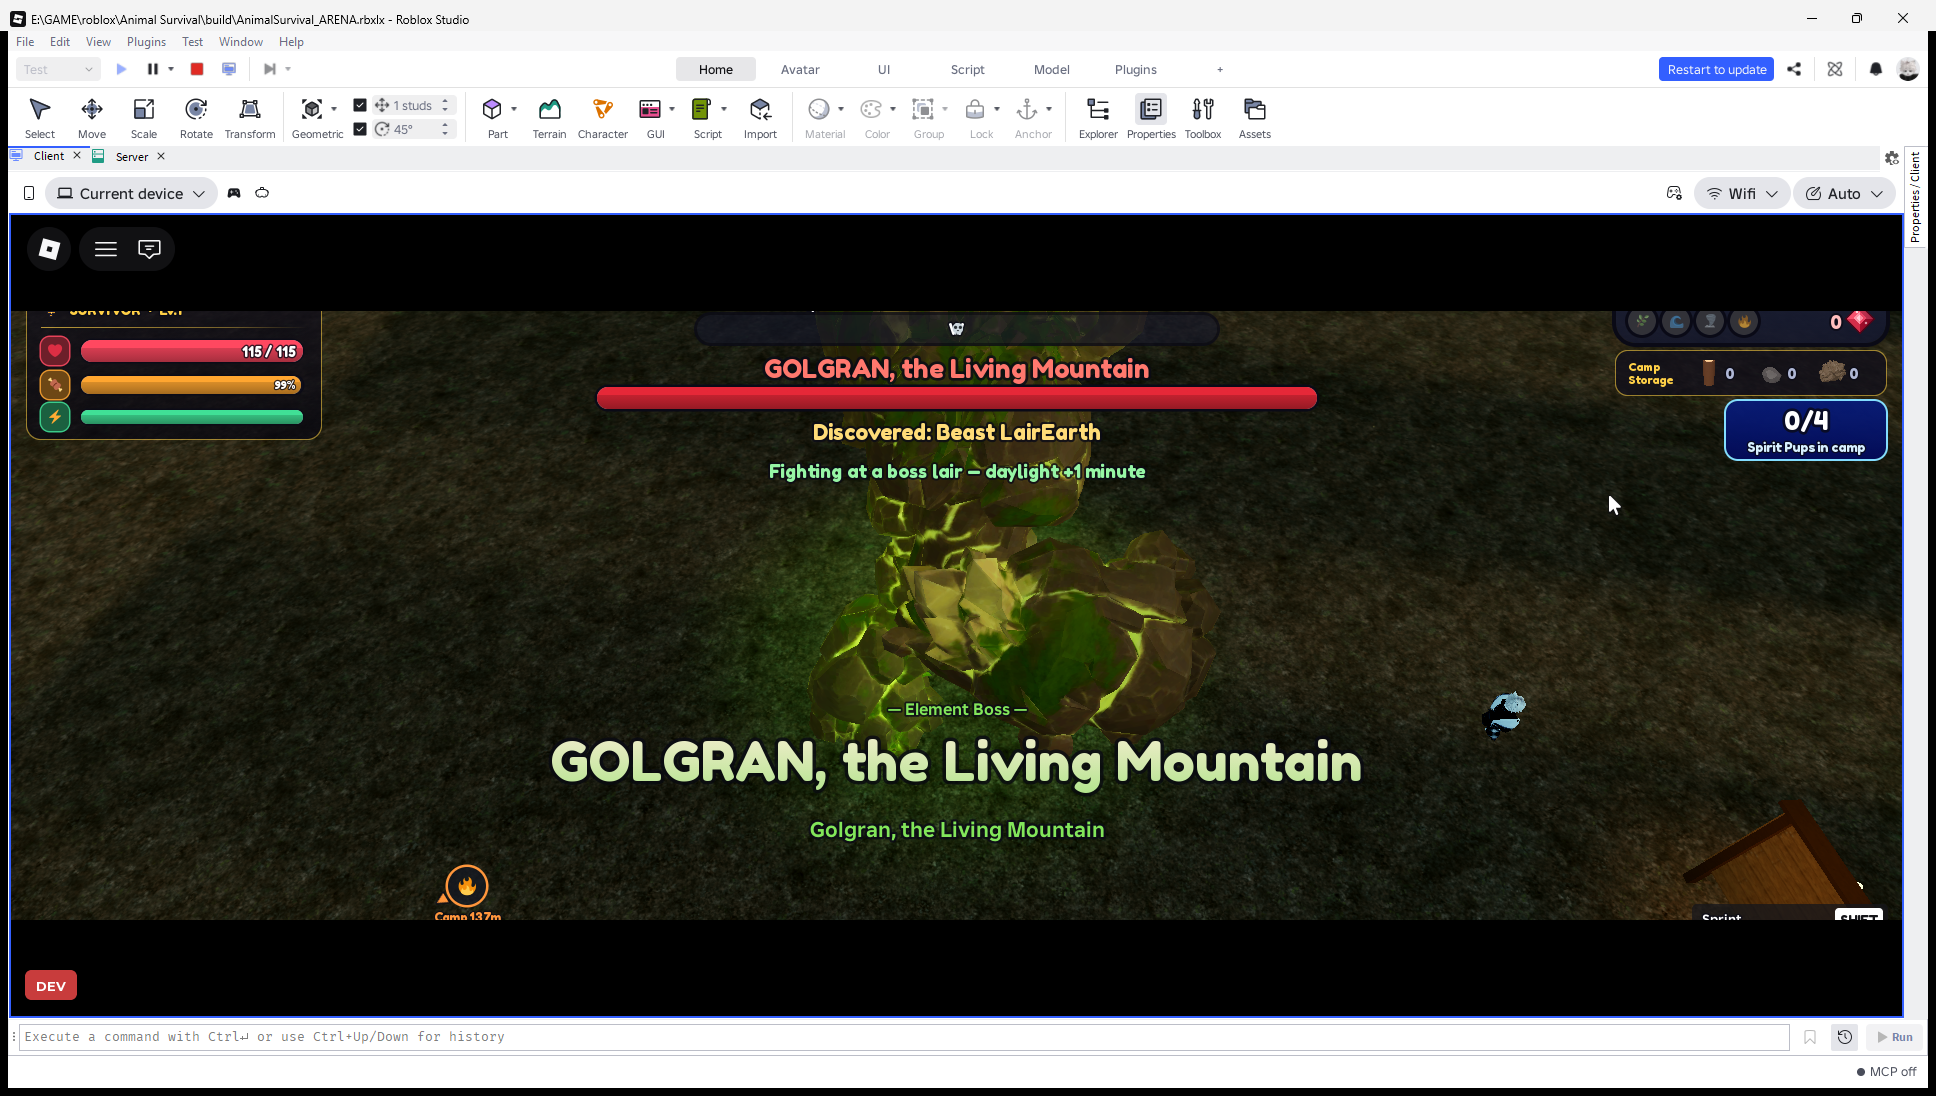 E:\GAME\roblox\Animal Survival\build\AnimalSurvival_ARENA.rbxlx - Roblox Studio
File Edit View Plugins Test Window Help
Test
Home Avatar UI Script Model Plugins +
Restart to update
1 studs
45°
Select Move Scale Rotate Transform Geometric Part Terrain Character GUI Script Import Material Color Group Lock Anchor Explorer Properties Toolbox Assets
Client Server
Properties / Client
Current device
Wifi Auto
115 / 115
99%
W
GOLGRAN, the Living Mountain
0
Camp Storage
0 0 0
Discovered: Beast LairEarth
0/4
Spirit Pups in camp
Fighting at a boss lair — daylight +1 minute
— Element Boss —
GOLGRAN, the Living Mountain
Golgran, the Living Mountain
Camp 137m
Sprint SHIFT
DEV
Execute a command with Ctrl↵ or use Ctrl+Up/Down for history
Run
MCP off